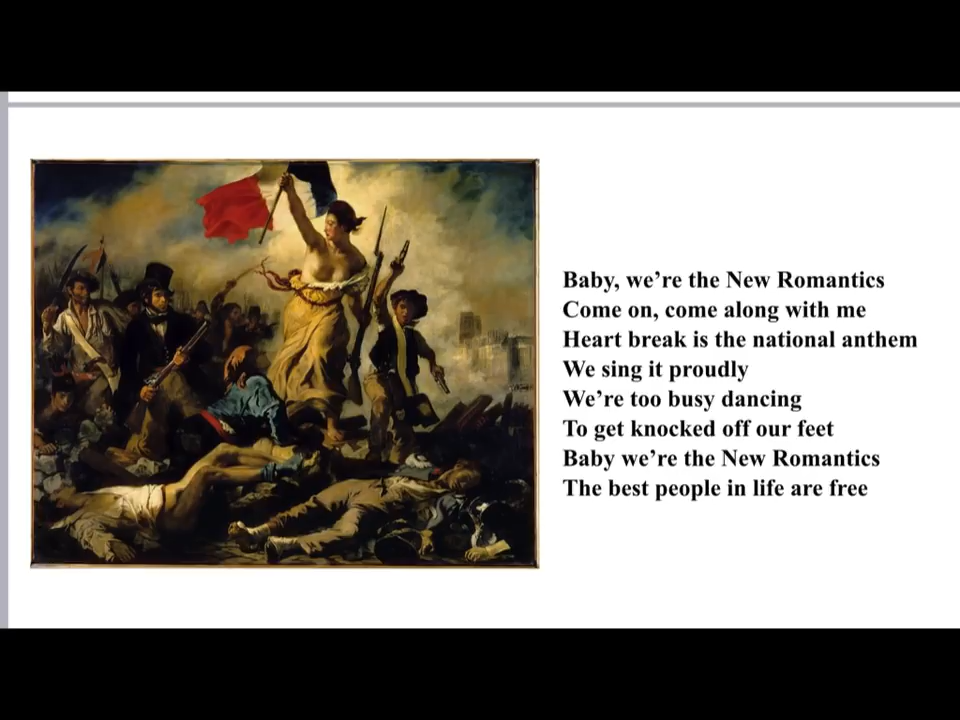 Baby, we’re the New Romantics
Come on, come along with me
Heart break is the national anthem
We sing it proudly
We’re too busy dancing
To get knocked off our feet
Baby we’re the New Romantics
The best people in life are free